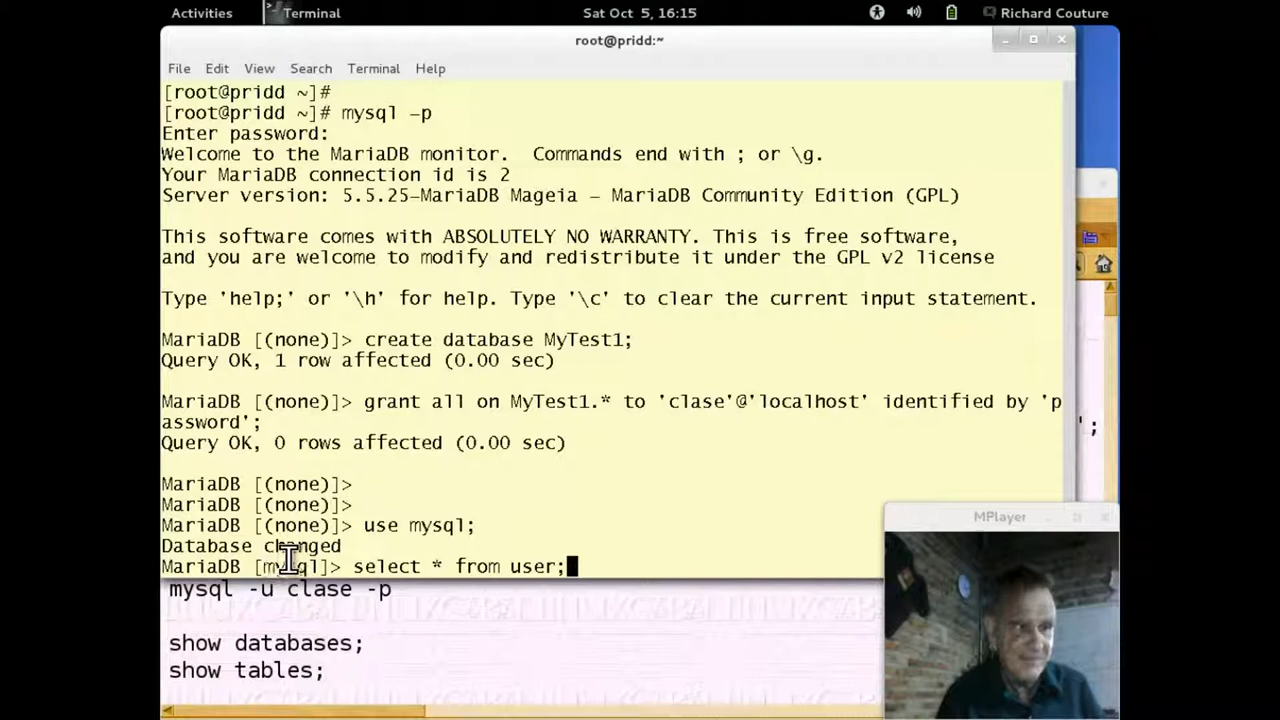 Activities Terminal Sat Oct 5, 16:15 Richard Couture
root@pridd:~
File Edit View Search Terminal Help
[root@pridd ~]#
[root@pridd ~]# mysql -p
Enter password:
Welcome to the MariaDB monitor.  Commands end with ; or \g.
Your MariaDB connection id is 2
Server version: 5.5.25-MariaDB Mageia - MariaDB Community Edition (GPL)
This software comes with ABSOLUTELY NO WARRANTY. This is free software,
and you are welcome to modify and redistribute it under the GPL v2 license
Type 'help;' or '\h' for help. Type '\c' to clear the current input statement.
MariaDB [(none)]> create database MyTest1;
Query OK, 1 row affected (0.00 sec)
MariaDB [(none)]> grant all on MyTest1.* to 'clase'@'localhost' identified by 'p
assword';
Query OK, 0 rows affected (0.00 sec)
';
MariaDB [(none)]>
MariaDB [(none)]>
MariaDB [(none)]> use mysql;
Database changed
MariaDB [mysql]> select * from user;
MPlayer
mysql -u clase -p
show databases;
show tables;